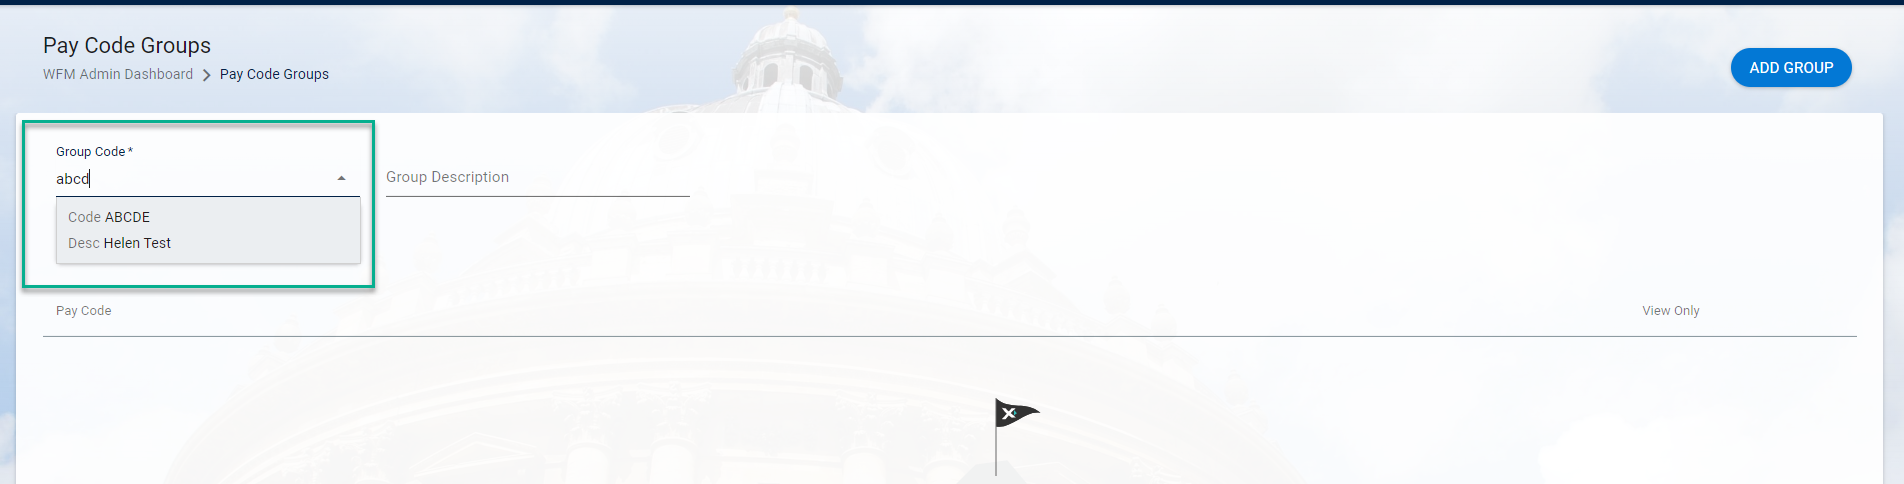 Pay Code Groups
WFM Admin Dashboard > Pay Code Groups
ADD GROUP
Group Code *
abcd
Group Description
Code ABCDE
Desc Helen Test
Pay Code
View Only
X